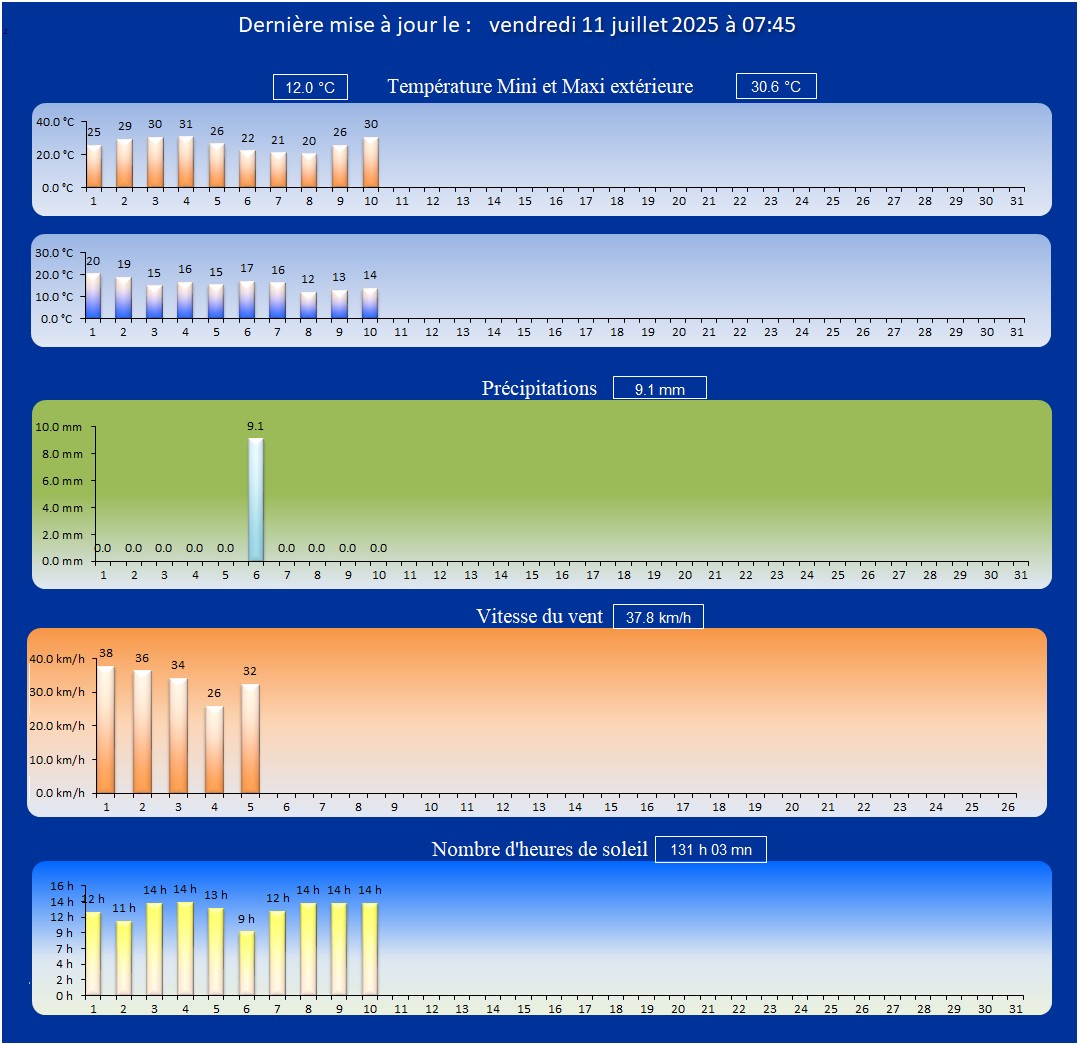 Dernière mise à jour le : vendredi 11 juillet 2025 à 07:45
12.0 °C Température Mini et Maxi extérieure 30.6 °C
40.0 °C
20.0 °C
0.0 °C
25 29 30 31 26 22 21 20 26 30
1 2 3 4 5 6 7 8 9 10 11 12 13 14 15 16 17 18 19 20 21 22 23 24 25 26 27 28 29 30 31
30.0 °C
20.0 °C
10.0 °C
0.0 °C
20 19 15 16 15 17 16 12 13 14
1 2 3 4 5 6 7 8 9 10 11 12 13 14 15 16 17 18 19 20 21 22 23 24 25 26 27 28 29 30 31
Précipitations 9.1 mm
10.0 mm
8.0 mm
6.0 mm
4.0 mm
2.0 mm
0.0 mm
0.0 0.0 0.0 0.0 0.0 9.1 0.0 0.0 0.0 0.0
1 2 3 4 5 6 7 8 9 10 11 12 13 14 15 16 17 18 19 20 21 22 23 24 25 26 27 28 29 30 31
Vitesse du vent 37.8 km/h
40.0 km/h
30.0 km/h
20.0 km/h
10.0 km/h
0.0 km/h
38 36 34 26 32
1 2 3 4 5 6 7 8 9 10 11 12 13 14 15 16 17 18 19 20 21 22 23 24 25 26
Nombre d'heures de soleil 131 h 03 mn
16 h
14 h
12 h
9 h
7 h
4 h
2 h
0 h
12 h 11 h 14 h 14 h 13 h 9 h 12 h 14 h 14 h 14 h
1 2 3 4 5 6 7 8 9 10 11 12 13 14 15 16 17 18 19 20 21 22 23 24 25 26 27 28 29 30 31